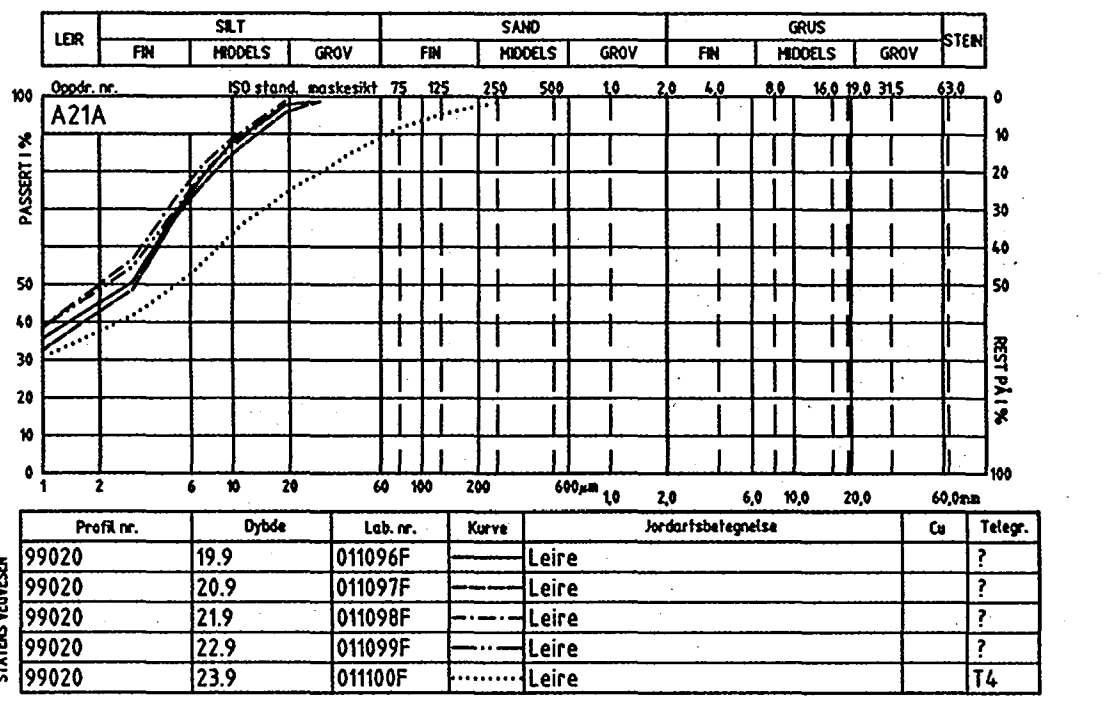 LEIR SILT SAND GRUS STEIN
FIN MIDDELS GROV FIN MIDDELS GROV FIN MIDDELS GROV
Oppdr. nr. ISO stand. maskesikt 75 125 250 500 1,0 2,0 4,0 8,0 16,0 19,0 31,5 63,0
A21A
PASSERT I %
100
50
40
30
20
10
0
0
10
20
30
40
50
100
REST PÅ I %
1 2 6 10 20 60 100 200 600µm 1,0 2,0 6,0 10,0 20,0 60,0mm
Profil nr. Dybde Lab. nr. Kurve Jordartsbetegnelse Cu Telegr.
99020 19.9 011096F Leire ?
99020 20.9 011097F Leire ?
99020 21.9 011098F Leire ?
99020 22.9 011099F Leire ?
99020 23.9 011100F Leire T4
STATENS VEGVESEN